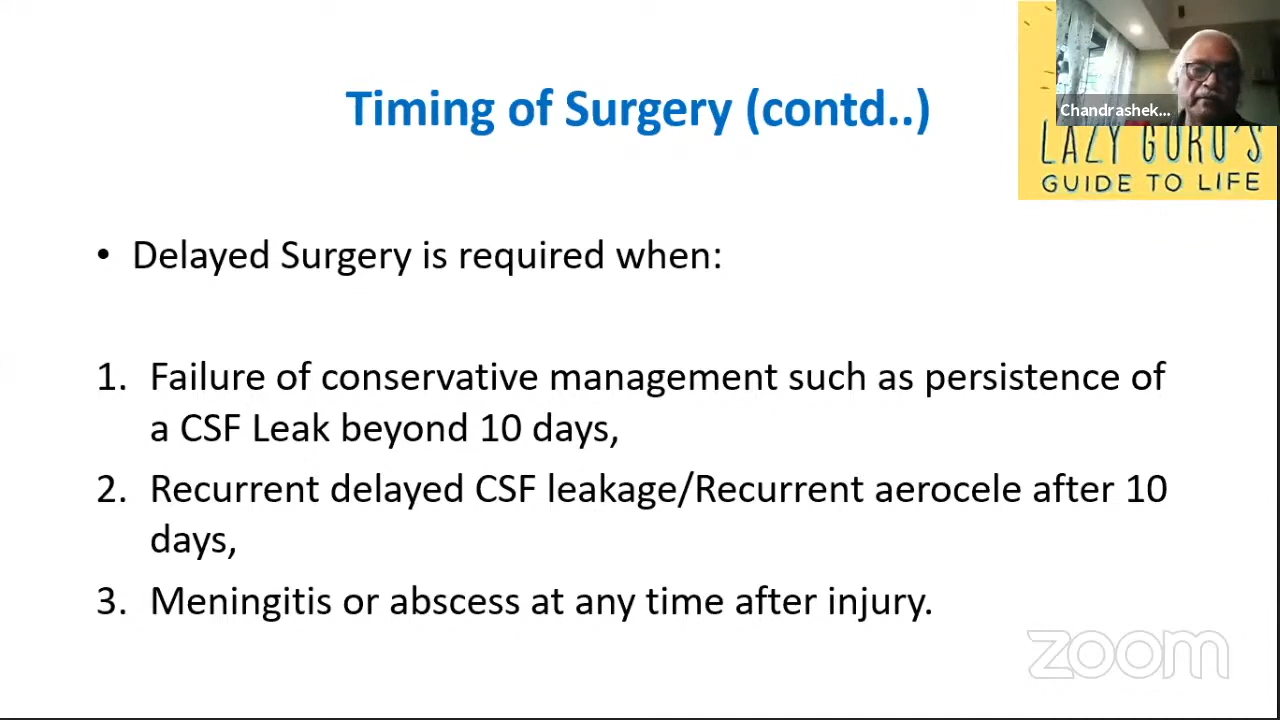 Timing of Surgery (contd..)
Chandrashek...
LAZY GURU'S
GUIDE TO LIFE
• Delayed Surgery is required when:
1. Failure of conservative management such as persistence of
a CSF Leak beyond 10 days,
2. Recurrent delayed CSF leakage/Recurrent aerocele after 10
days,
3. Meningitis or abscess at any time after injury.
zoom